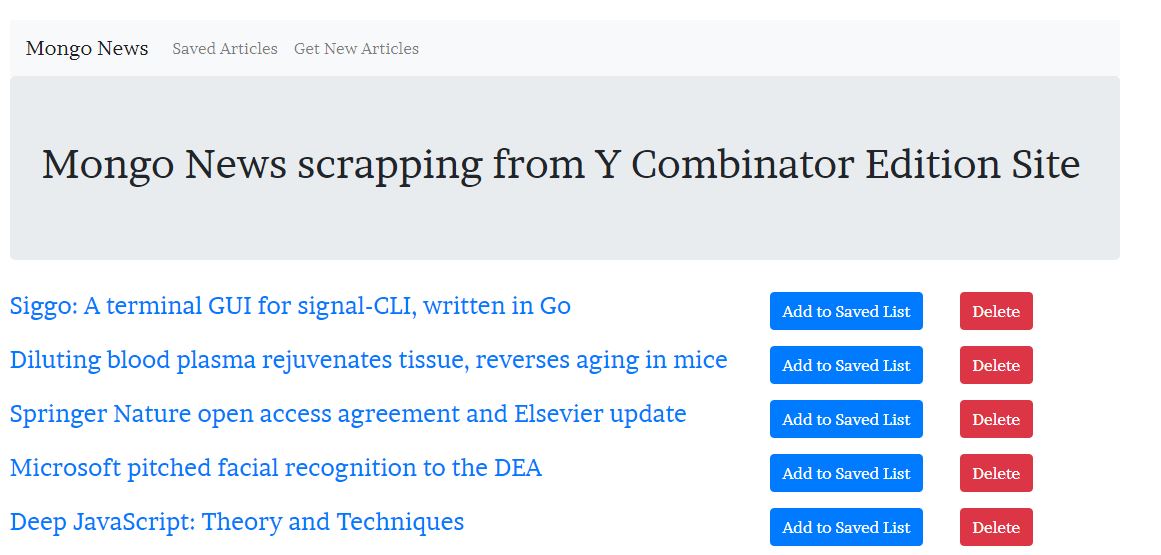 Mongo News Saved Articles Get New Articles
Mongo News scrapping from Y Combinator Edition Site
Siggo: A terminal GUI for signal-CLI, written in Go Add to Saved List Delete
Diluting blood plasma rejuvenates tissue, reverses aging in mice Add to Saved List Delete
Springer Nature open access agreement and Elsevier update Add to Saved List Delete
Microsoft pitched facial recognition to the DEA Add to Saved List Delete
Deep JavaScript: Theory and Techniques Add to Saved List Delete